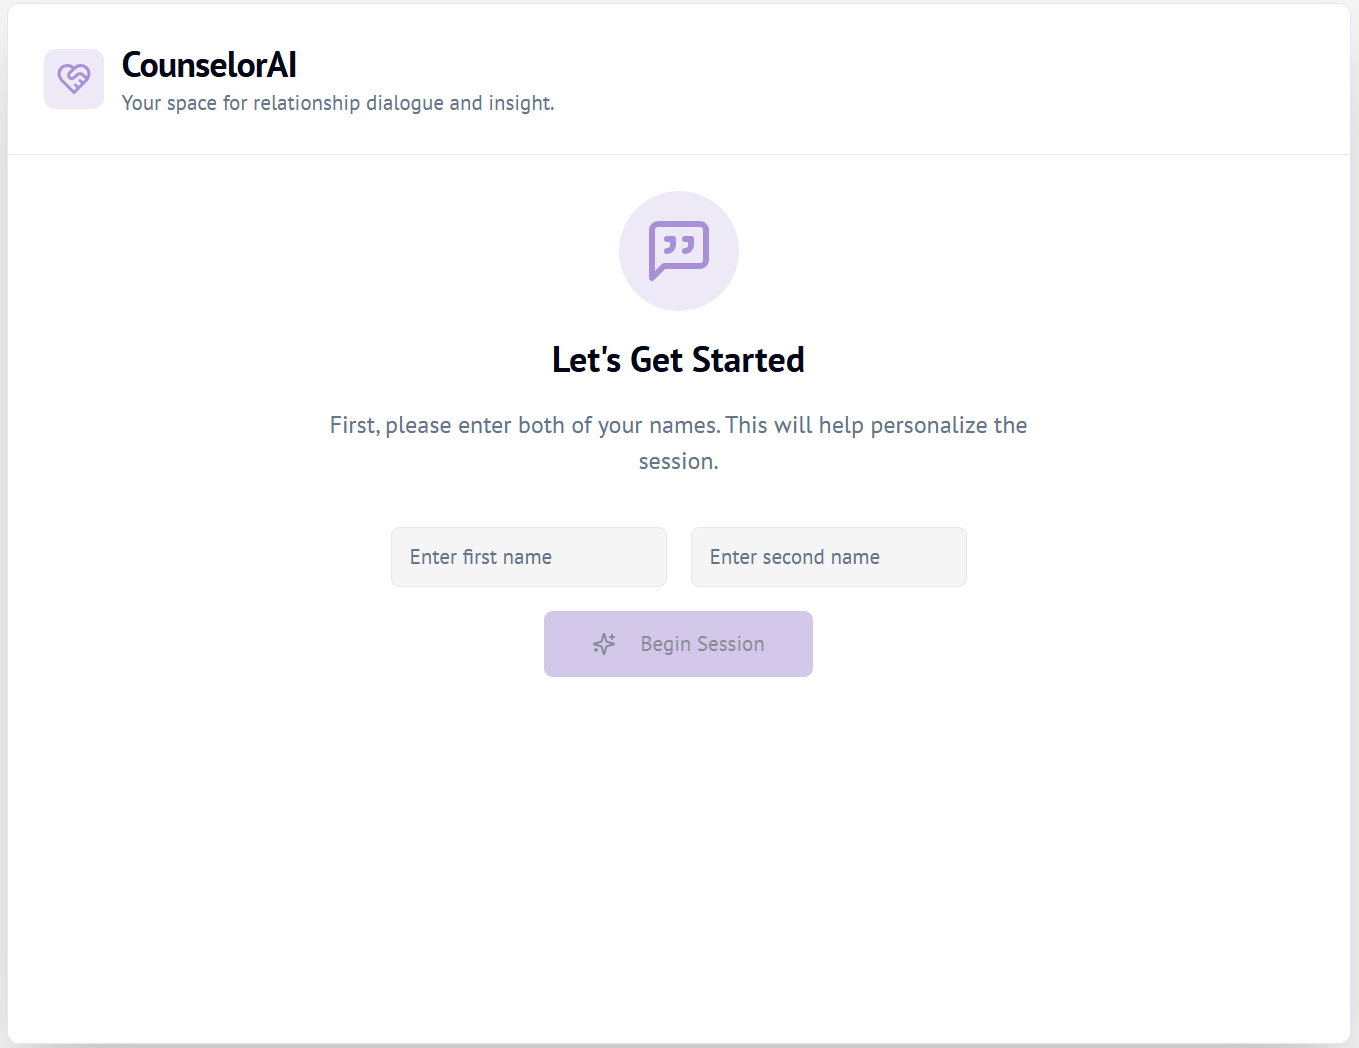 CounselorAI
Your space for relationship dialogue and insight.
Let's Get Started
First, please enter both of your names. This will help personalize the
session.
Enter first name
Enter second name
Begin Session